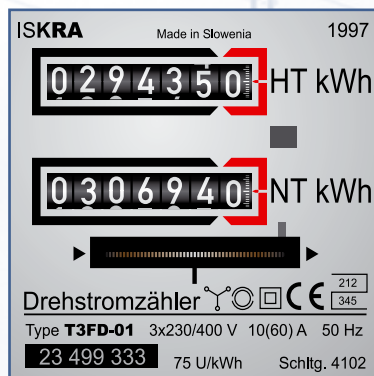 ISKRA Made in Slowenia 1997
0294350 HT kWh
0306940 NT kWh
Drehstromzähler CE 212
345
Type T3FD-01 3x230/400 V 10(60) A 50 Hz
23 499 333 75 U/kWh Schltg. 4102